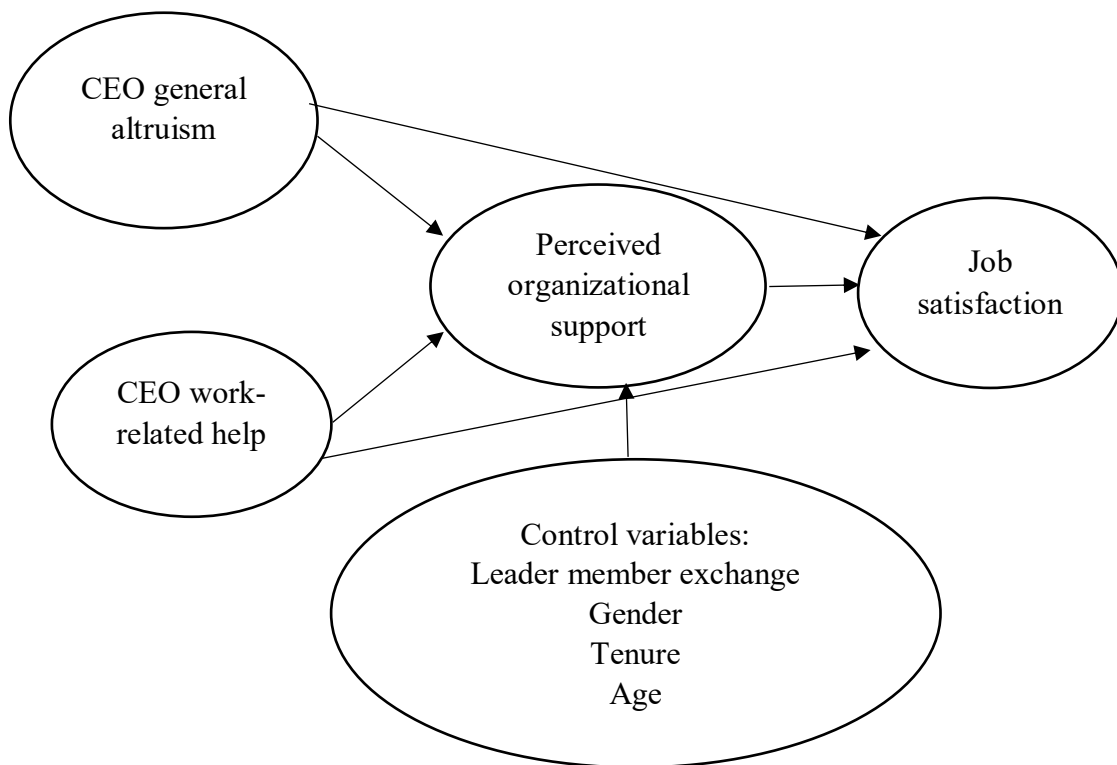 CEO general
altruism
Perceived
organizational
support
Job
satisfaction
CEO work-
related help
Control variables:
Leader member exchange
Gender
Tenure
Age